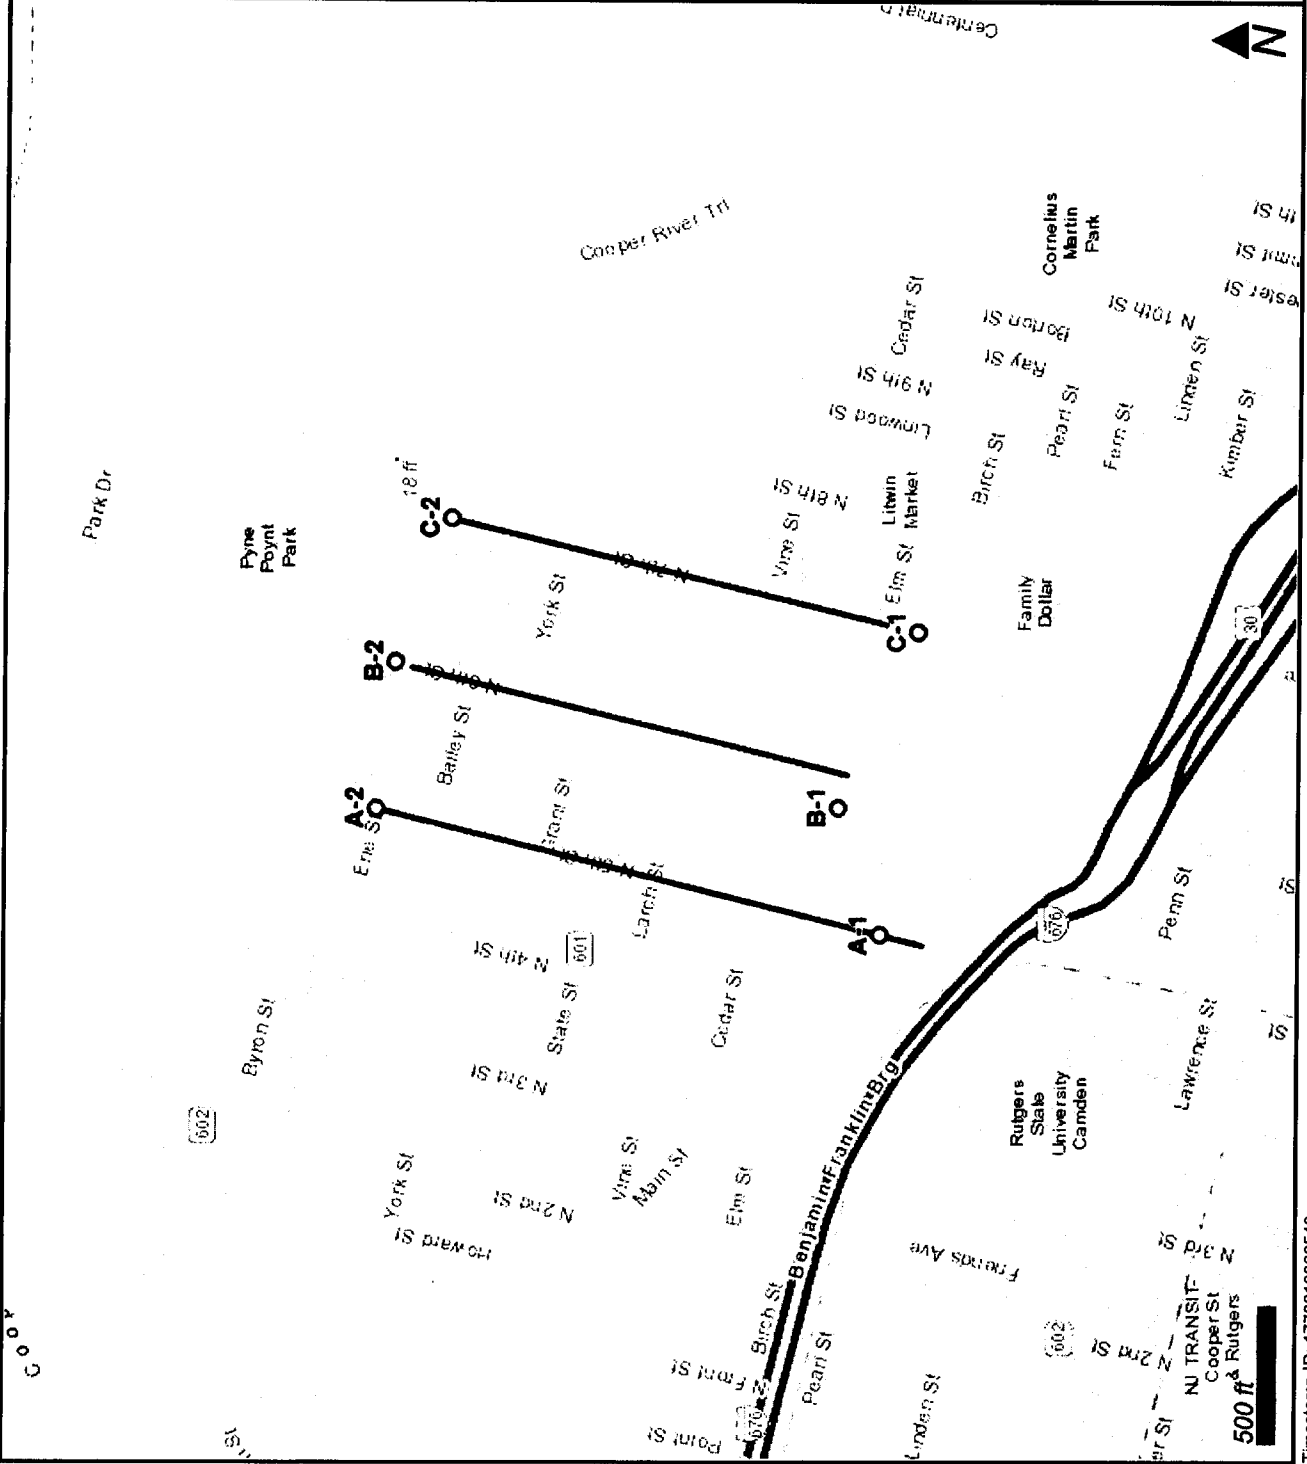 Centennial D
N
Park Dr
Cooper River Trl
Pyne
Poynt
Park
18 ft
C-2
York St
N 7th St
Vine St
N 8th St
Litwin
Market
Elm St
C-1
Linwood St
N 9th St
Cedar St
Birch St
Ray St
Borton St
Pearl St
Fern St
N 10th St
Linden St
Kimber St
Cornelius
Martin
Park
Family
Dollar
30
B-2
N 6th St
Bailey St
B-1
A-2
Erie St
Grant St
N 5th St
Larch St
A-1
N 4th St
601
State St
Cedar St
N 3rd St
Byron St
602
York St
Howard St
N 2nd St
Vine St
Main St
Elm St
Benjamin Franklin Brg
676
Penn St
Lawrence St
Rutgers
State
University
Camden
Friends Ave
N 3rd St
602
N 2nd St
NJ TRANSIT-
Cooper St
& Rutgers
Birch St
Pearl St
N Front St
Point St
676
Linden St
er St
Coop
500 ft